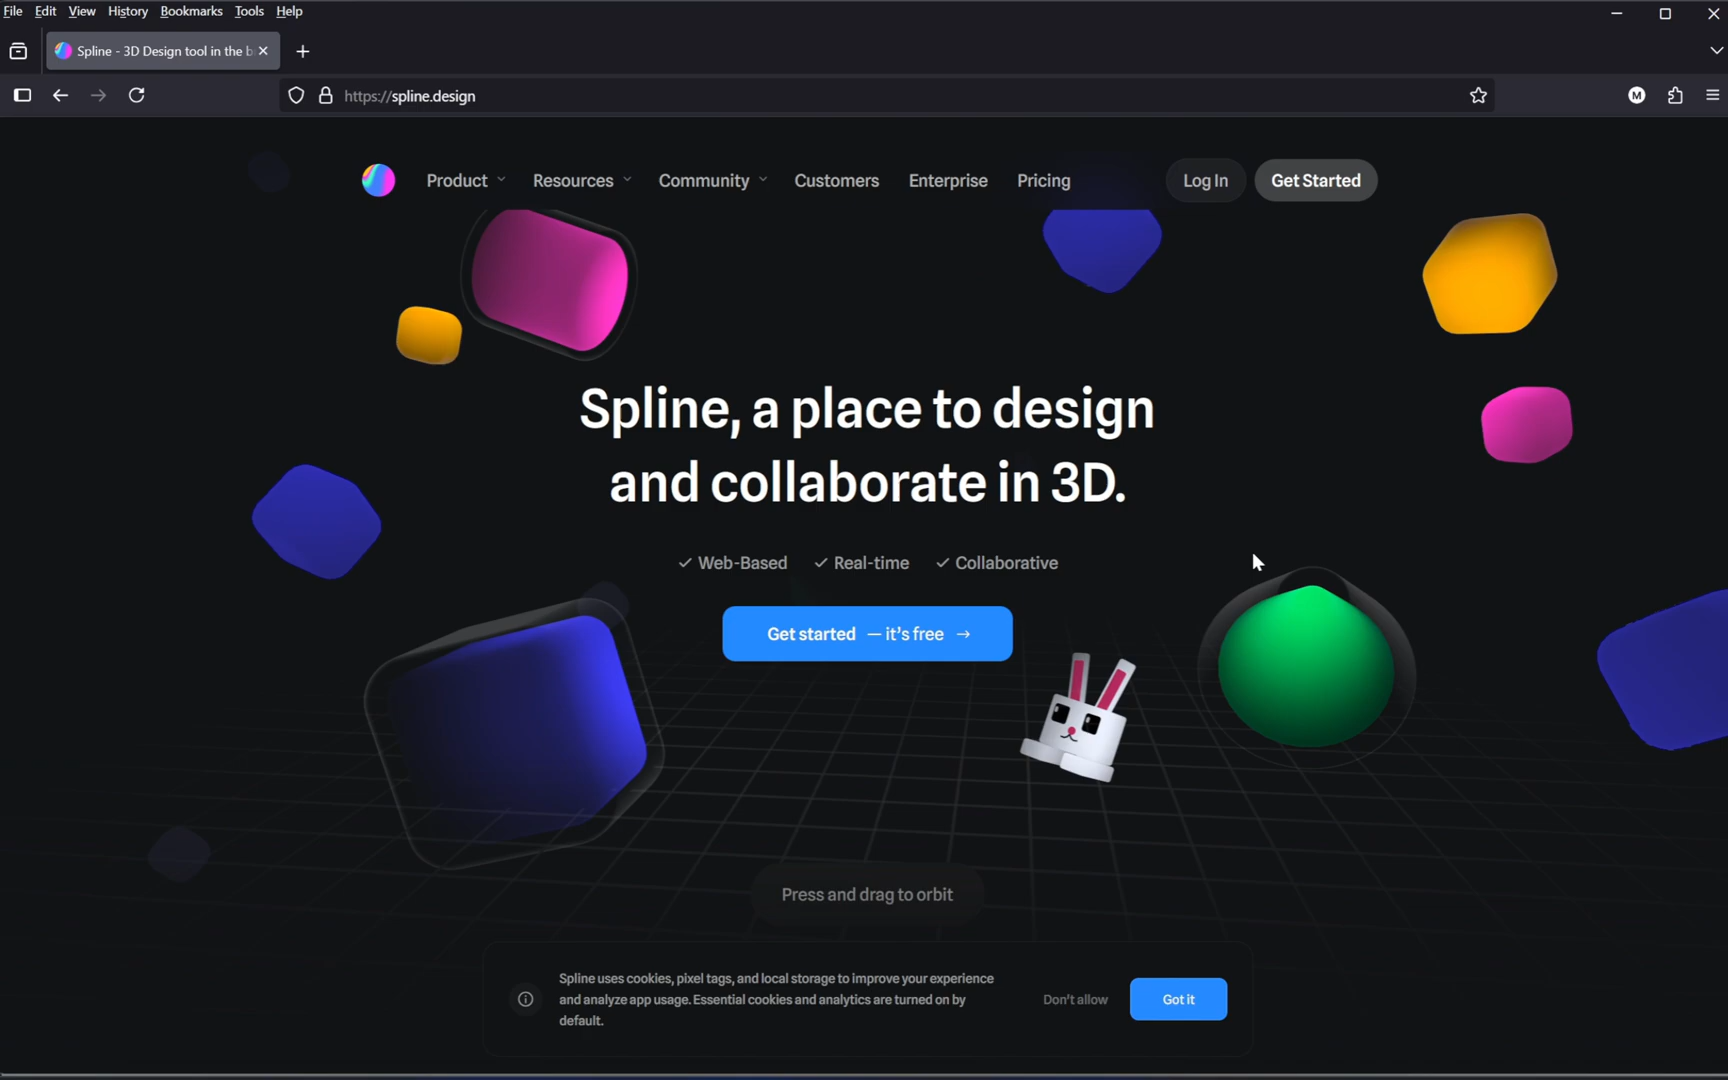 File Edit View History Bookmarks Tools Help
Spline - 3D Design tool in the b
https://spline.design
M
Product Resources Community Customers Enterprise Pricing Log In Get Started
Spline, a place to design
and collaborate in 3D.
✓ Web-Based ✓ Real-time ✓ Collaborative
Get started — it's free →
Press and drag to orbit
Spline uses cookies, pixel tags, and local storage to improve your experience
and analyze app usage. Essential cookies and analytics are turned on by
default.
Don't allow Got it